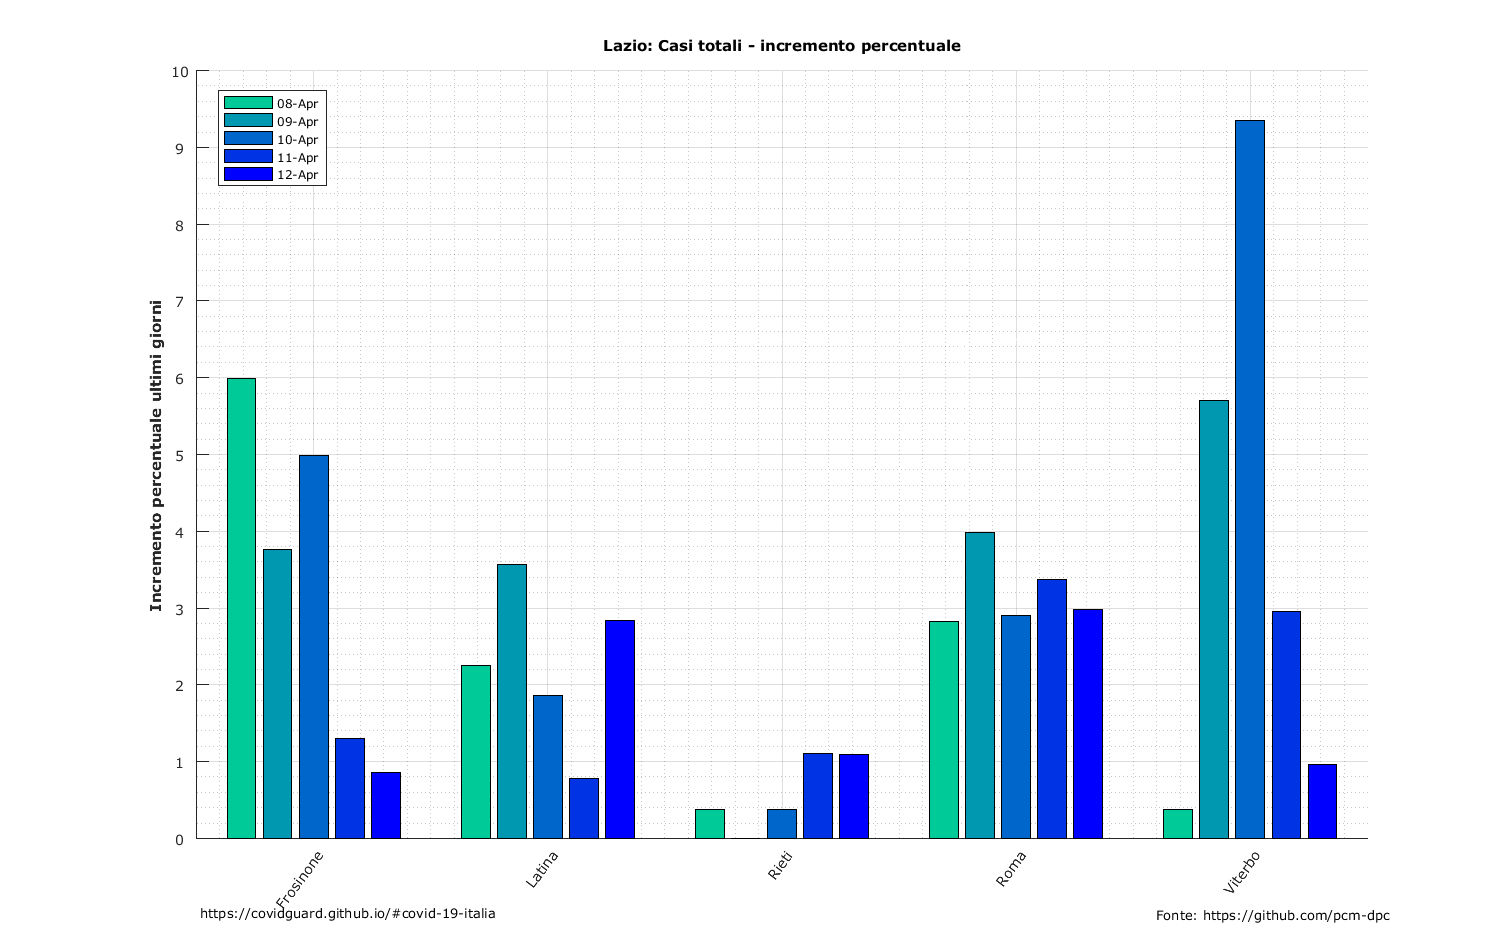 Lazio: Casi totali - incremento percentuale
10
9
8
7
6
5
4
3
2
1
0
Incremento percentuale ultimi giorni
08-Apr
09-Apr
10-Apr
11-Apr
12-Apr
Frosinone
Latina
Rieti
Roma
Viterbo
https://covidguard.github.io/#covid-19-italia
Fonte: https://github.com/pcm-dpc